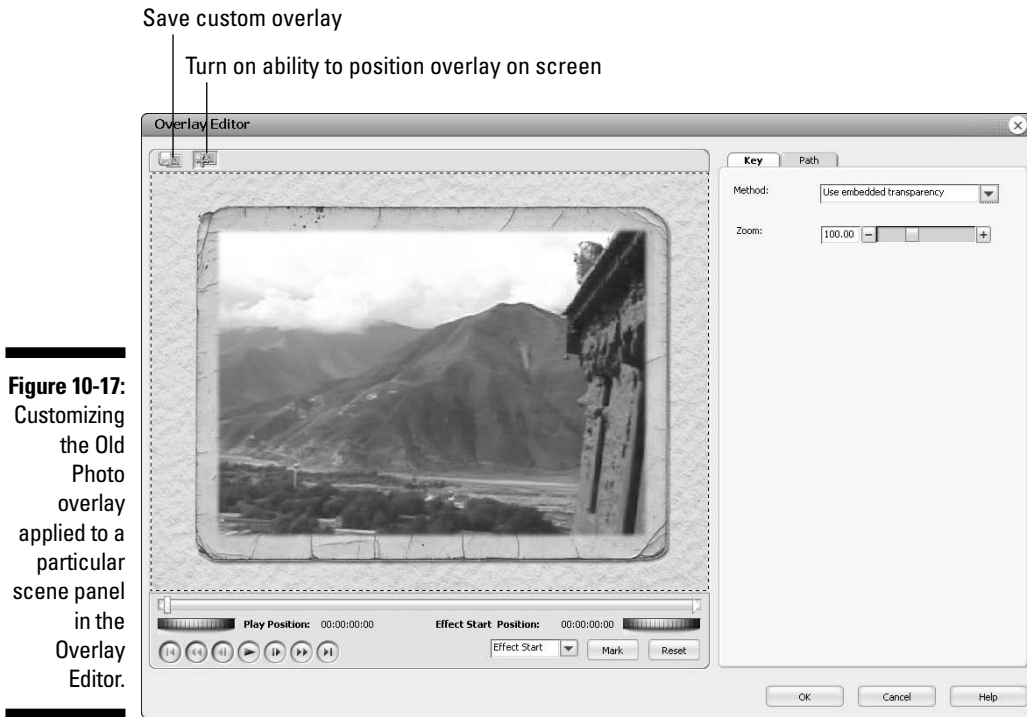 Save custom overlay
Turn on ability to position overlay on screen
Overlay Editor
Key
Path
Method:
Use embedded transparency
Zoom:
100.00
Play Position: 00:00:00:00
Effect Start Position: 00:00:00:00
Effect Start
Mark
Reset
OK
Cancel
Help
Figure 10-17:
Customizing
the Old
Photo
overlay
applied to a
particular
scene panel
in the
Overlay
Editor.